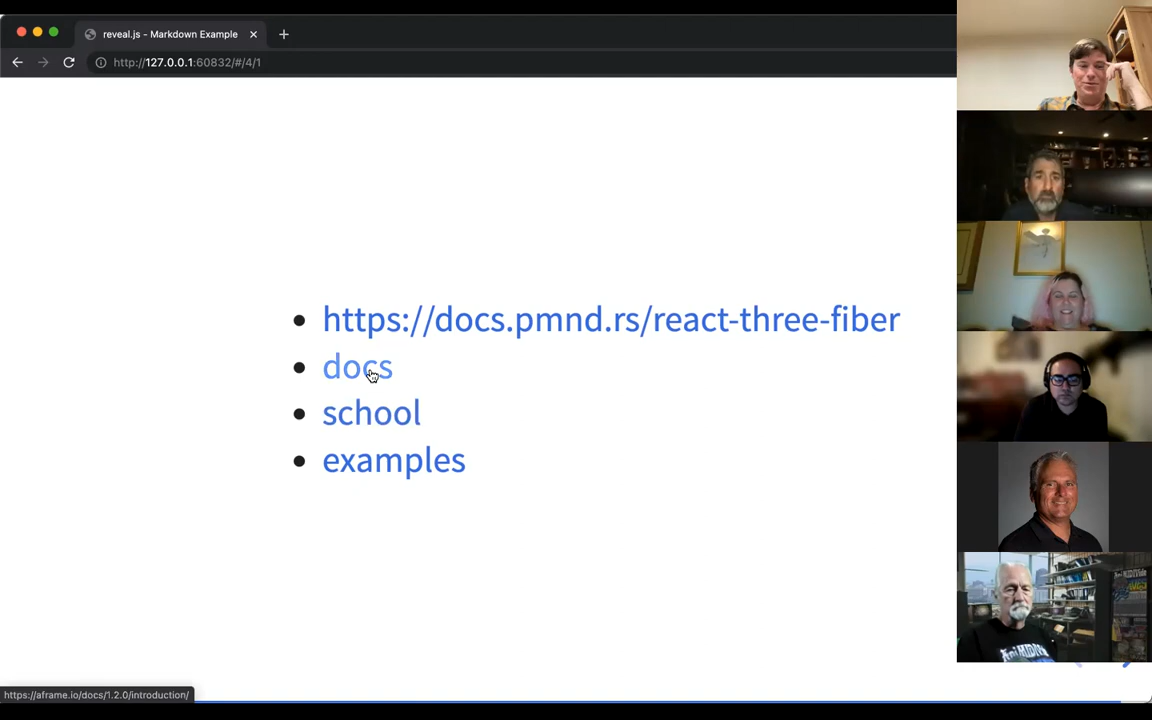 reveal.js - Markdown Example
http://127.0.0.1:60832/#/4/1
https://docs.pmnd.rs/react-three-fiber
docs
school
examples
https://aframe.io/docs/1.2.0/introduction/